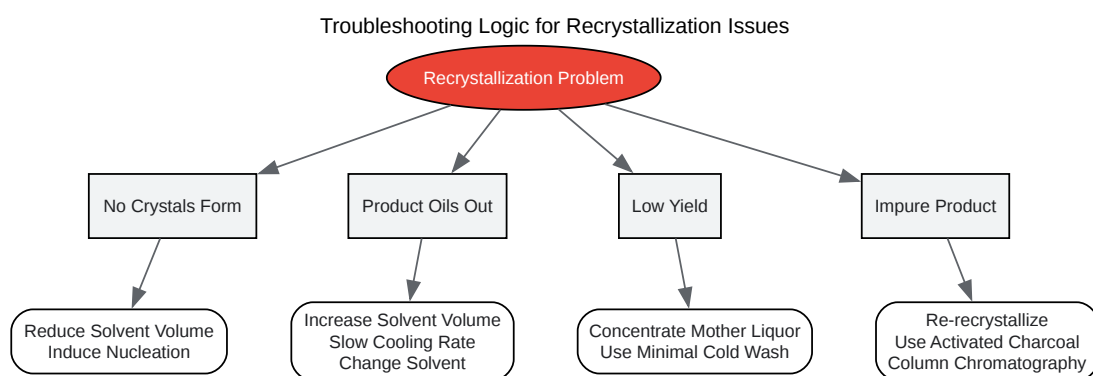 Troubleshooting Logic for Recrystallization Issues
Recrystallization Problem
No Crystals Form
Product Oils Out
Low Yield
Impure Product
Reduce Solvent Volume
Induce Nucleation
Increase Solvent Volume
Slow Cooling Rate
Change Solvent
Concentrate Mother Liquor
Use Minimal Cold Wash
Re-recrystallize
Use Activated Charcoal
Column Chromatography